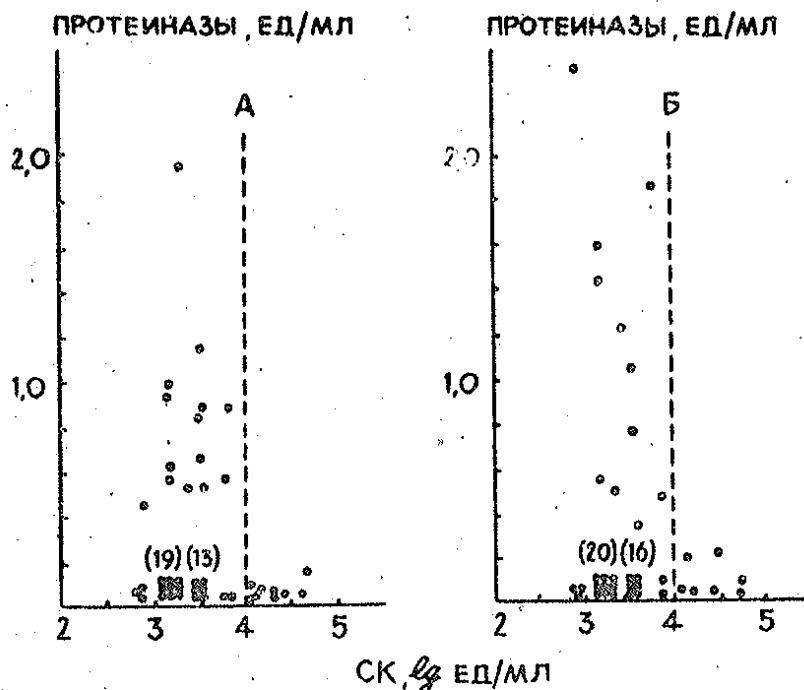 ПРОТЕИНАЗЫ, ЕД/МЛ
ПРОТЕИНАЗЫ, ЕД/МЛ
А
Б
2,0
2,0
1,0
1,0
(19) (13)
(20) (16)
2 3 4 5
2 3 4 5
СК, lg ЕД/МЛ